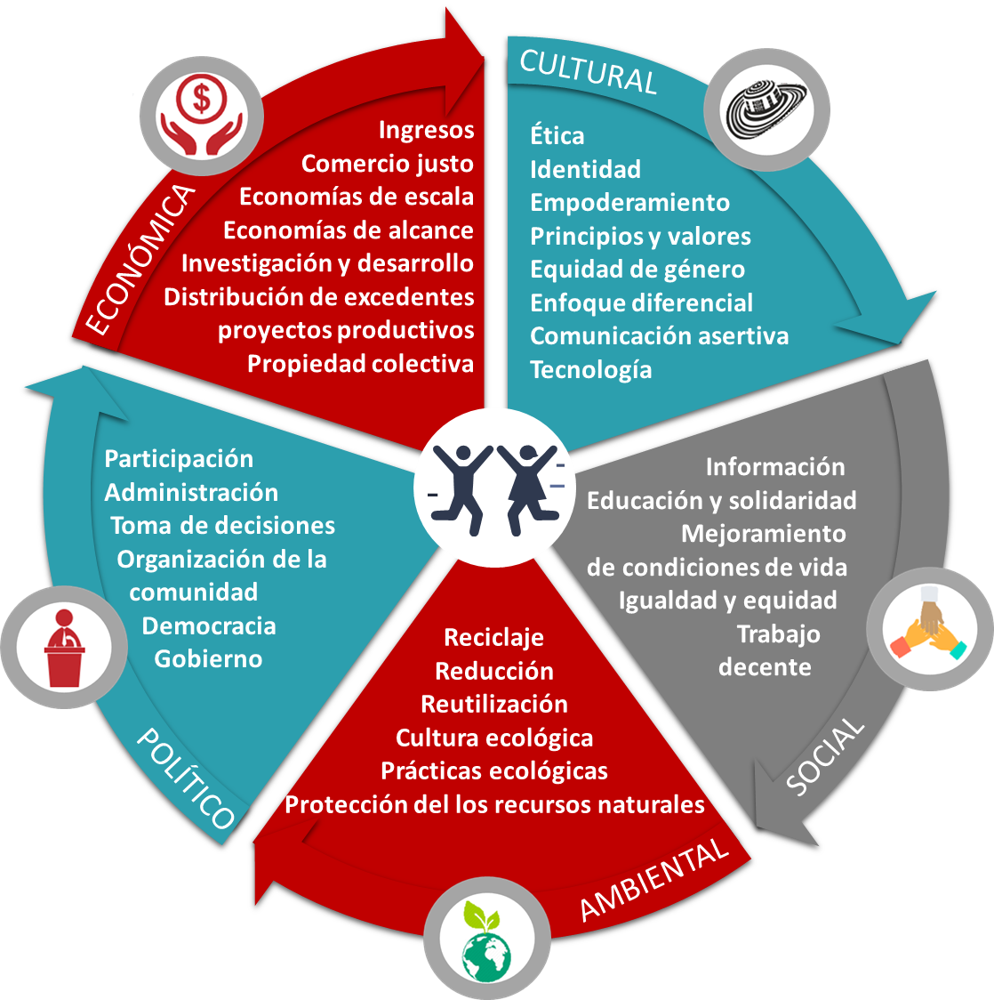 ECONÓMICA
$
Ingresos
Comercio justo
Economías de escala
Economías de alcance
Investigación y desarrollo
Distribución de excedentes
proyectos productivos
Propiedad colectiva
CULTURAL
Ética
Identidad
Empoderamiento
Principios y valores
Equidad de género
Enfoque diferencial
Comunicación asertiva
Tecnología
Información
Educación y solidaridad
Mejoramiento
de condiciones de vida
Igualdad y equidad
Trabajo
decente
SOCIAL
Reciclaje
Reducción
Reutilización
Cultura ecológica
Prácticas ecológicas
Protección del los recursos naturales
AMBIENTAL
Participación
Administración
Toma de decisiones
Organización de la
comunidad
Democracia
Gobierno
POLÍTICO